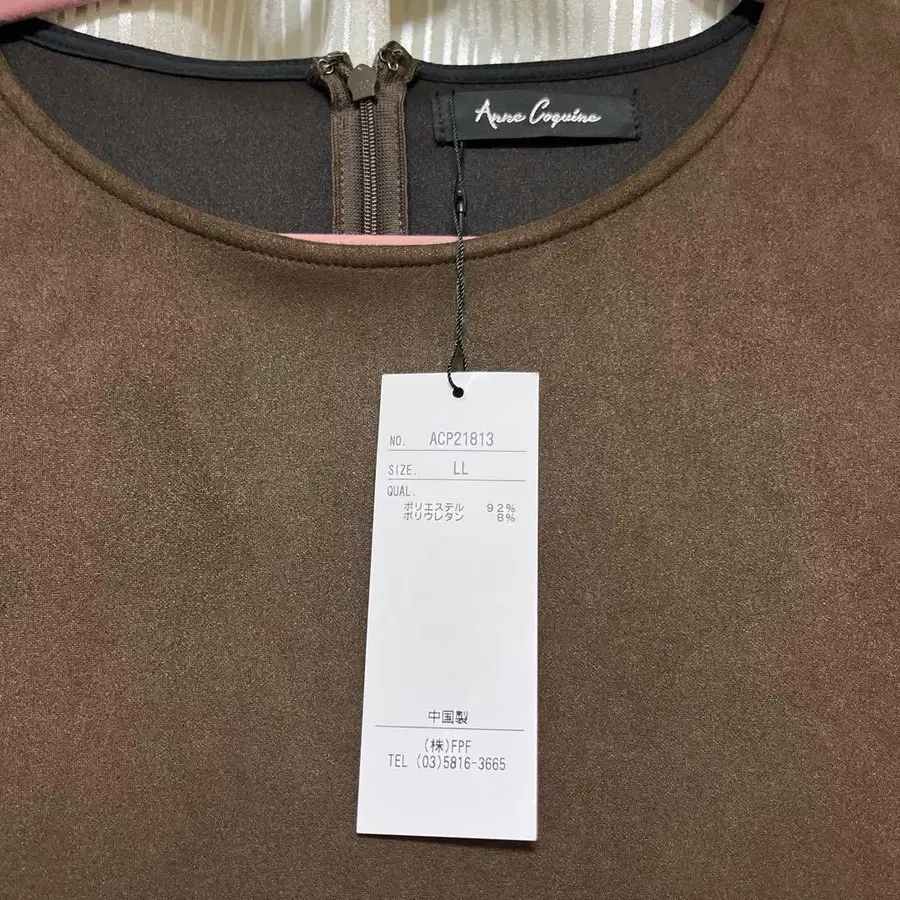 Anne Coquine
NO. ACP21813
SIZE. LL
QUAL.
ポリエステル 92%
ポリウレタン 8%
中国製
(株)FPF
TEL (03)5816-3665